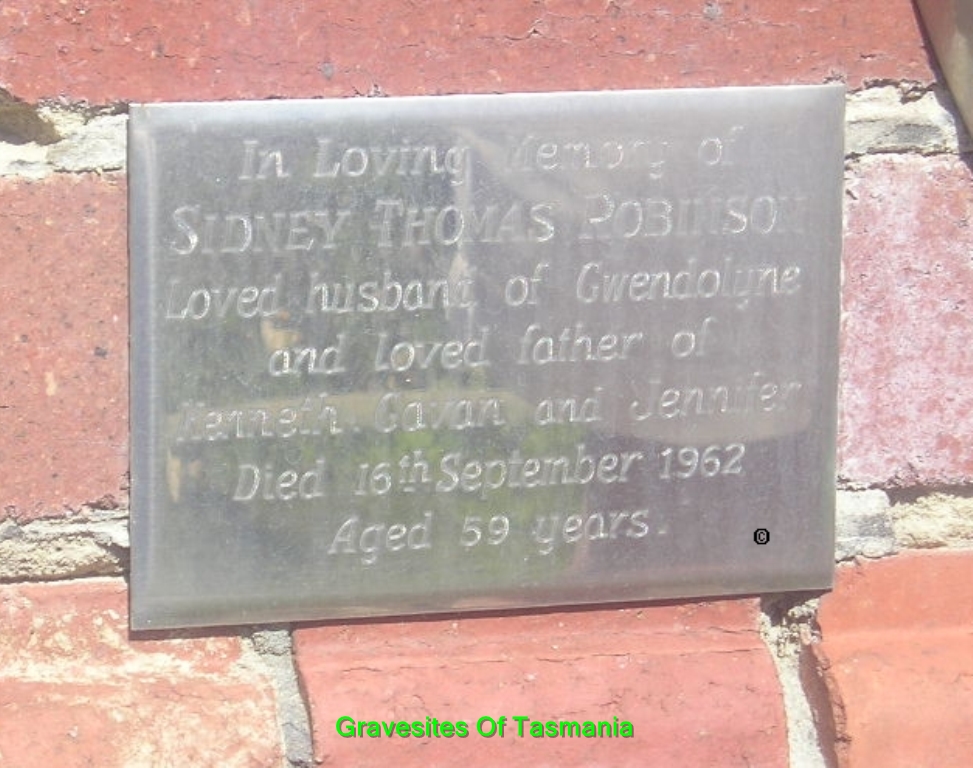 In Loving Memory of
SIDNEY THOMAS ROBINSON
Loved husband of Gwendolyne
and loved father of
Kenneth, Gavan and Jennifer
Died 16th September 1962
Aged 59 years.
©
Gravesites Of Tasmania